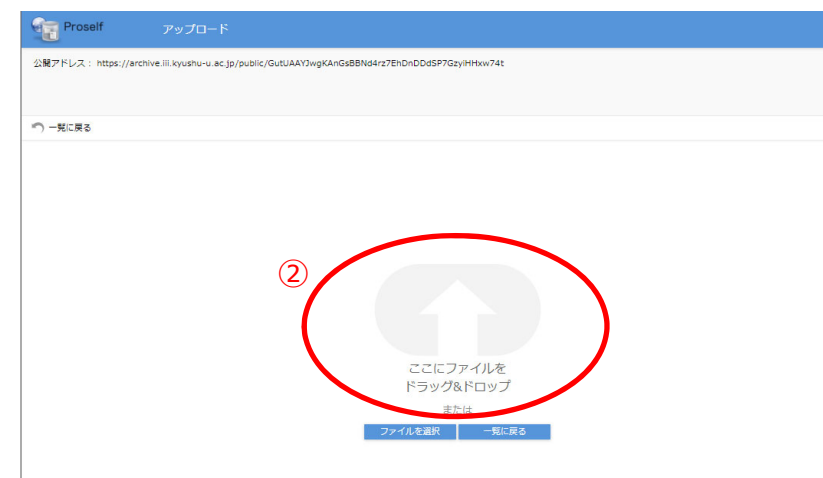 Proself アップロード
公開アドレス： https://archive.iii.kyushu-u.ac.jp/public/GutUAAYJwgKAnGsBBNd4rz7EhDnDDdSP7GzyiHHxw74t
一覧に戻る
②
ここにファイルを
ドラッグ&ドロップ
または
ファイルを選択 一覧に戻る